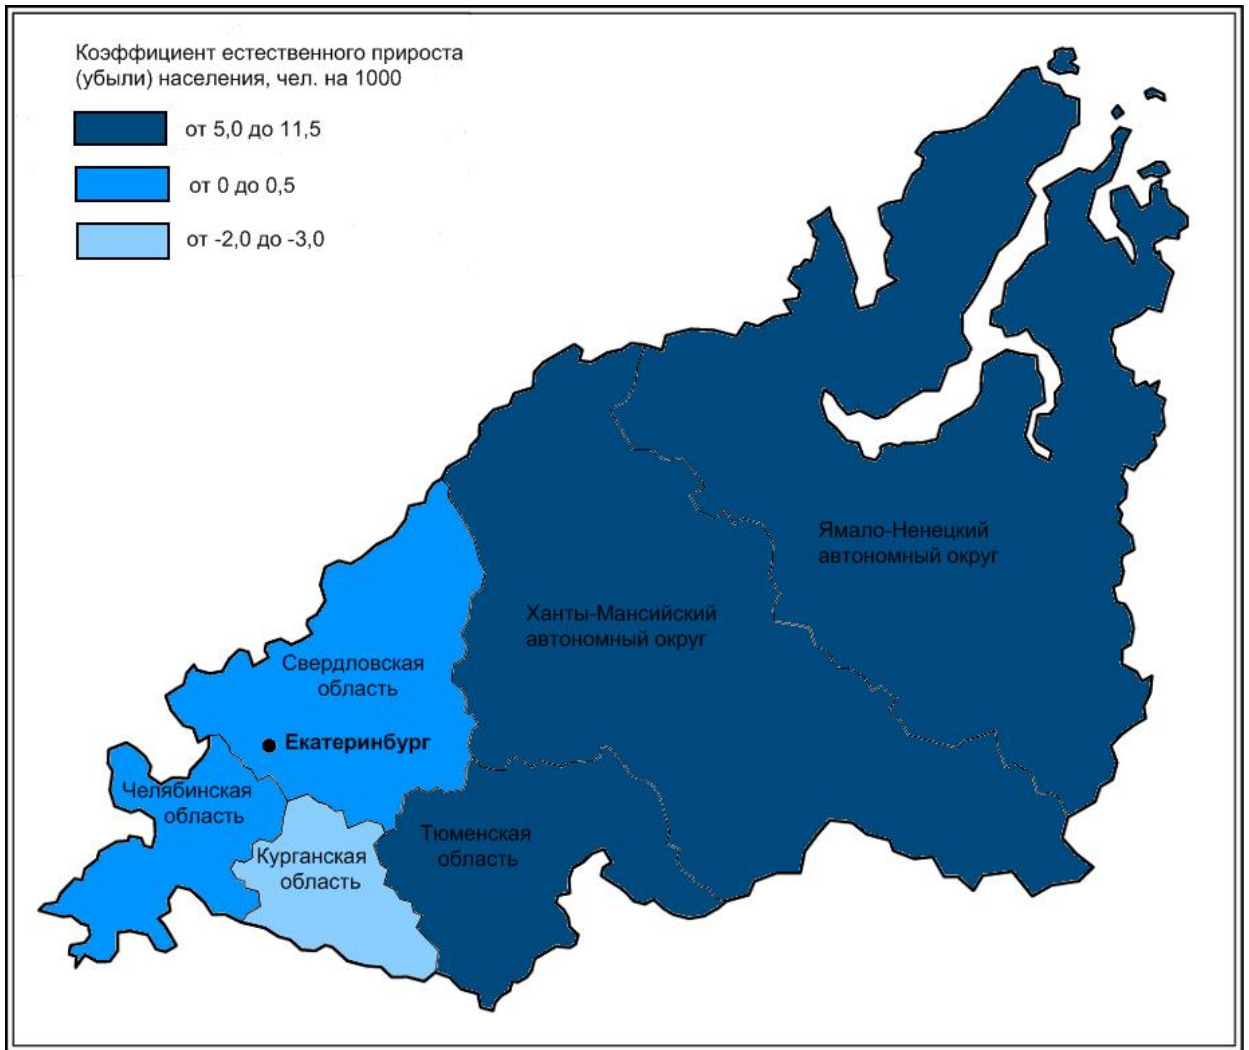 Коэффициент естественного прироста
(убыли) населения, чел. на 1000
от 5,0 до 11,5
от 0 до 0,5
от -2,0 до -3,0
Ямало-Ненецкий
автономный округ
Ханты-Мансийский
автономный округ
Свердловская
область
Екатеринбург
Челябинская
область
Тюменская
область
Курганская
область